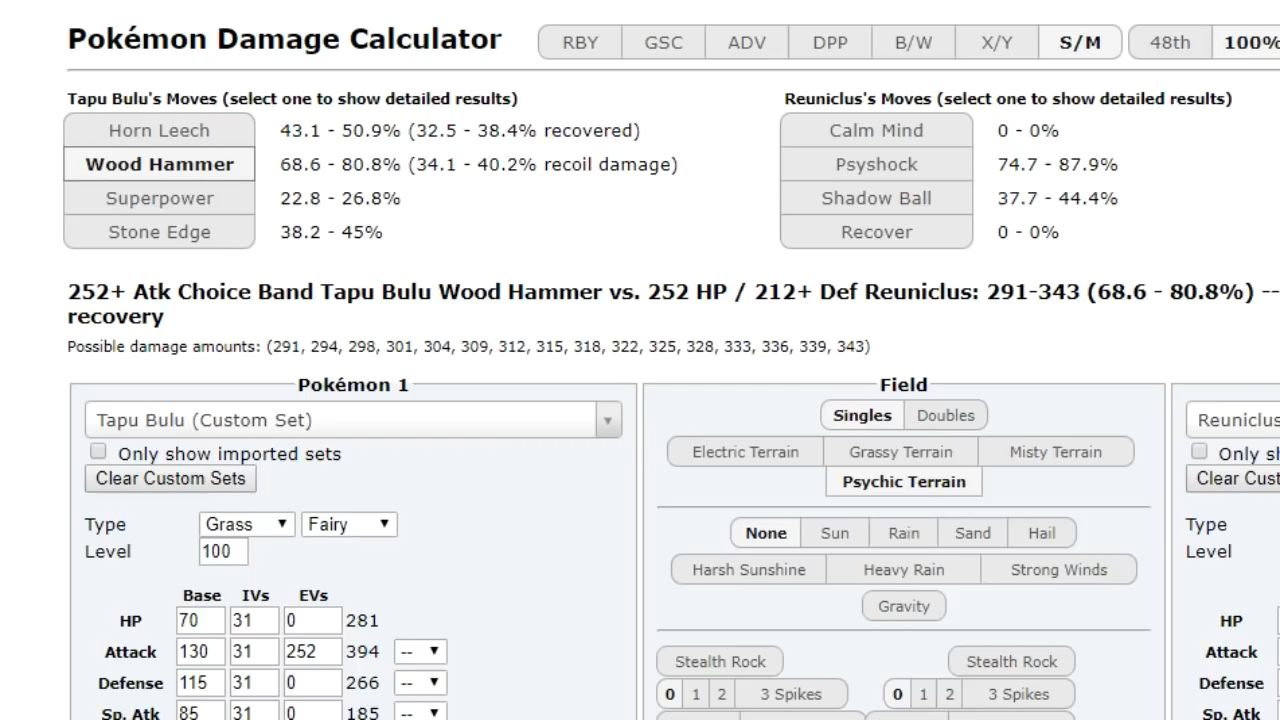 Pokémon Damage Calculator RBY GSC ADV DPP B/W X/Y S/M 48th 100%
Tapu Bulu's Moves (select one to show detailed results) Reuniclus's Moves (select one to show detailed results)
Horn Leech 43.1 - 50.9% (32.5 - 38.4% recovered) Calm Mind 0 - 0%
Wood Hammer 68.6 - 80.8% (34.1 - 40.2% recoil damage) Psyshock 74.7 - 87.9%
Superpower 22.8 - 26.8% Shadow Ball 37.7 - 44.4%
Stone Edge 38.2 - 45% Recover 0 - 0%
252+ Atk Choice Band Tapu Bulu Wood Hammer vs. 252 HP / 212+ Def Reuniclus: 291-343 (68.6 - 80.8%) --
recovery
Possible damage amounts: (291, 294, 298, 301, 304, 309, 312, 315, 318, 322, 325, 328, 333, 336, 339, 343)
Pokémon 1 Field
Tapu Bulu (Custom Set) Singles Doubles Reuniclus
Only show imported sets Electric Terrain Grassy Terrain Misty Terrain Only sh
Clear Custom Sets Psychic Terrain Clear Cust
Type Grass Fairy None Sun Rain Sand Hail Type
Level 100 Harsh Sunshine Heavy Rain Strong Winds Level
Base IVs EVs Gravity
HP 70 31 0 281 HP
Attack 130 31 252 394 -- Stealth Rock Stealth Rock Attack
Defense 115 31 0 266 -- 0 1 2 3 Spikes 0 1 2 3 Spikes Defense
Sp. Atk 85 31 0 185 -- Sp. Atk